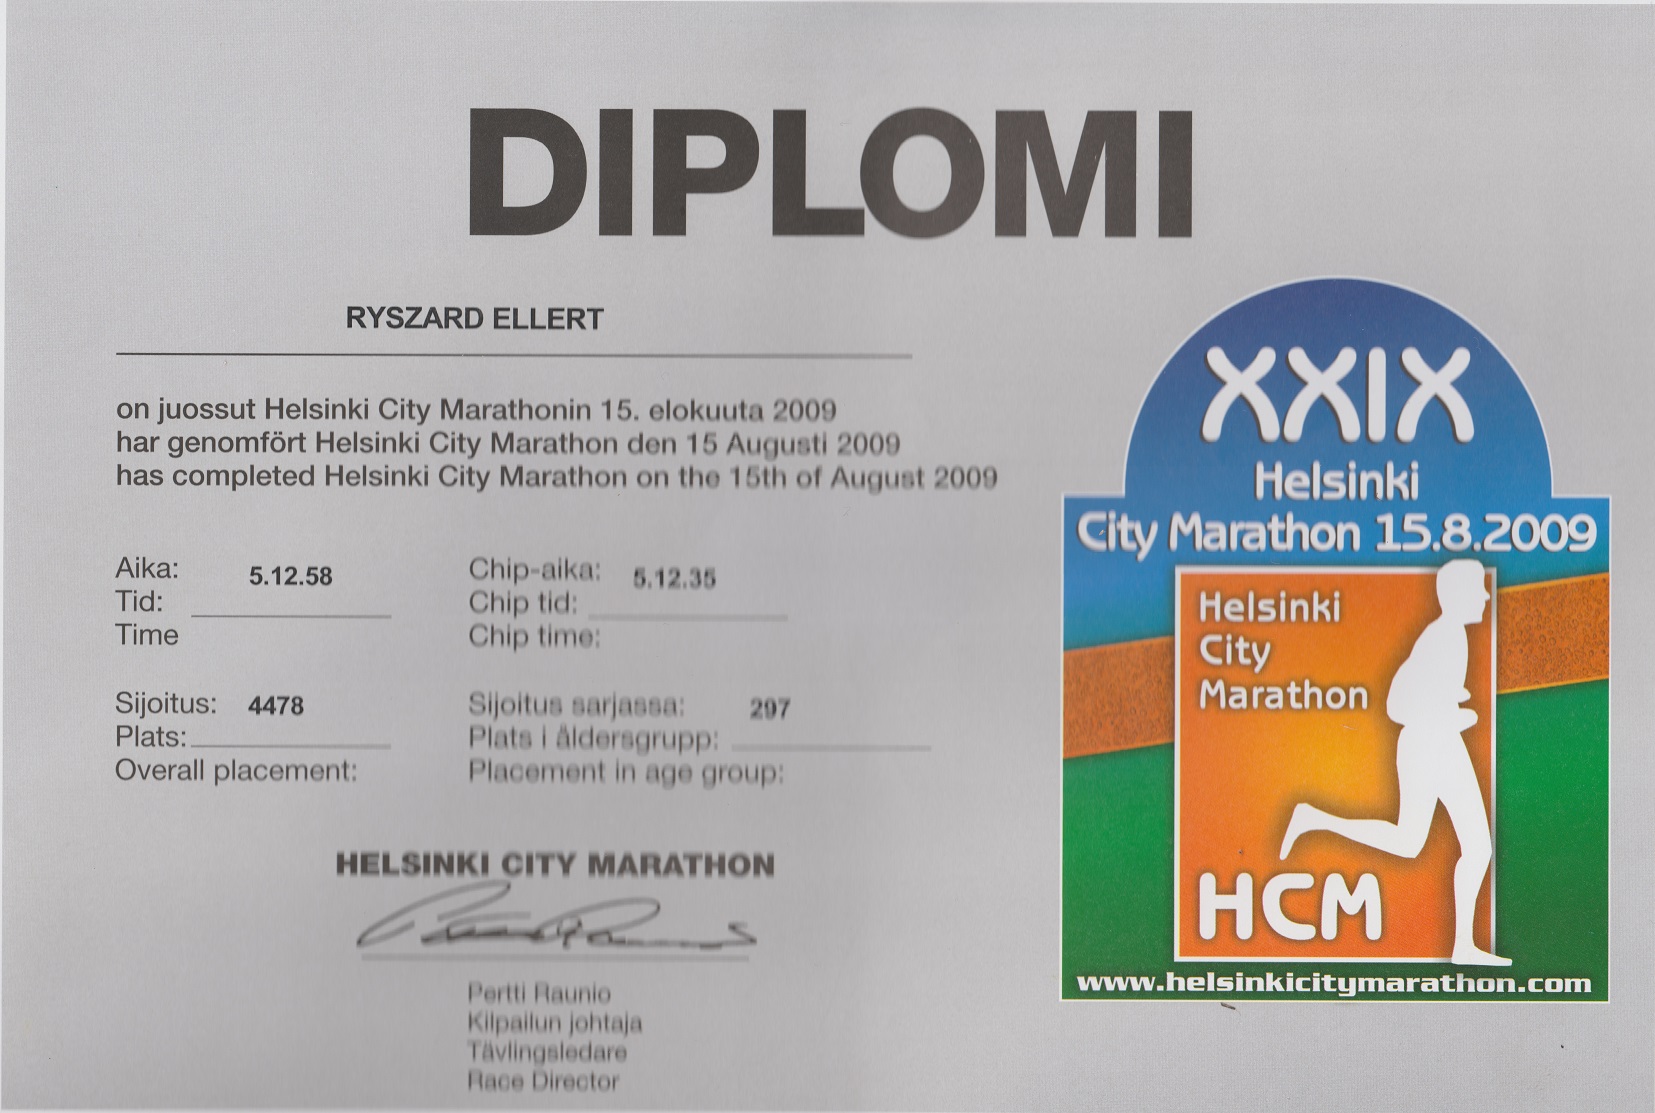 DIPLOMI
RYSZARD ELLERT
on juossut Helsinki City Marathonin 15. elokuuta 2009
har genomfört Helsinki City Marathon den 15 Augusti 2009
has completed Helsinki City Marathon on the 15th of August 2009
Aika: 5.12.58 Chip-aika: 5.12.35
Tid: Chip tid:
Time Chip time:
Sijoitus: 4478 Sijoitus sarjassa: 297
Plats: Plats i åldersgrupp:
Overall placement: Placement in age group:
HELSINKI CITY MARATHON
Pertti Raunio
Kilpailun johtaja
Tävlingsledare
Race Director
XXIX
Helsinki
City Marathon 15.8.2009
Helsinki
City
Marathon
HCM
www.helsinkicitymarathon.com